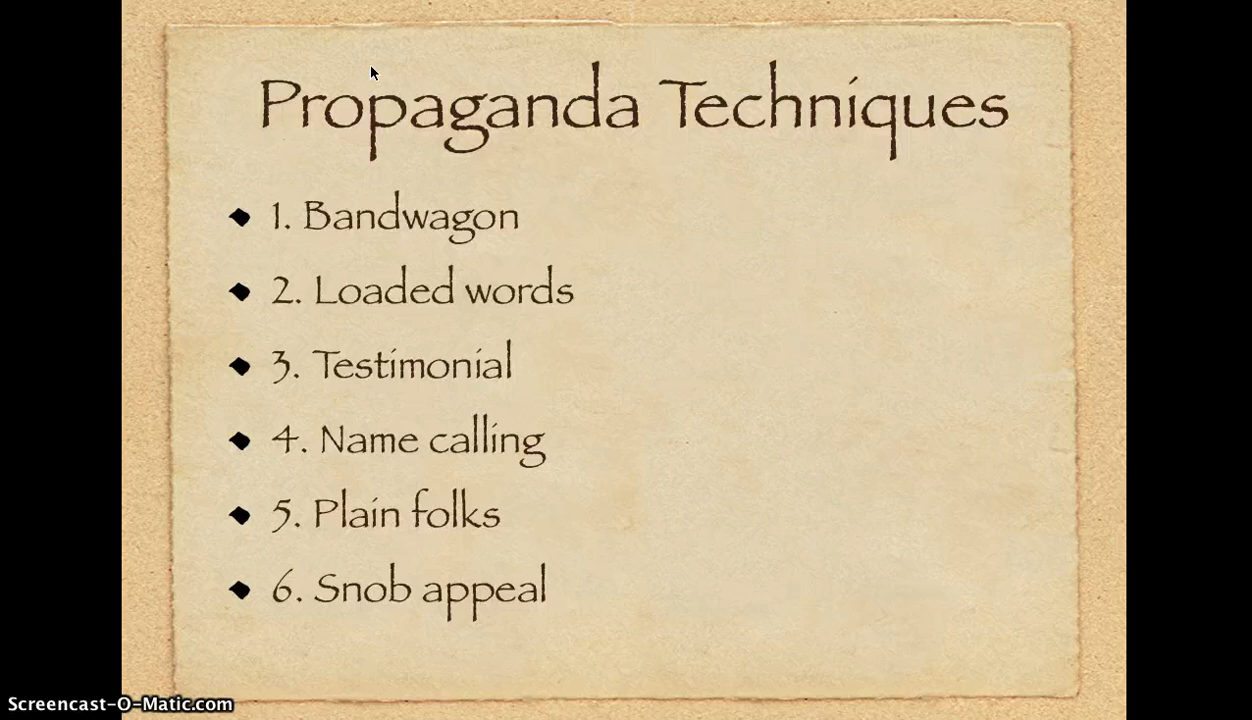 Propaganda Techniques
1. Bandwagon
2. Loaded words
3. Testimonial
4. Name calling
5. Plain folks
6. Snob appeal
Screencast-O-Matic.com